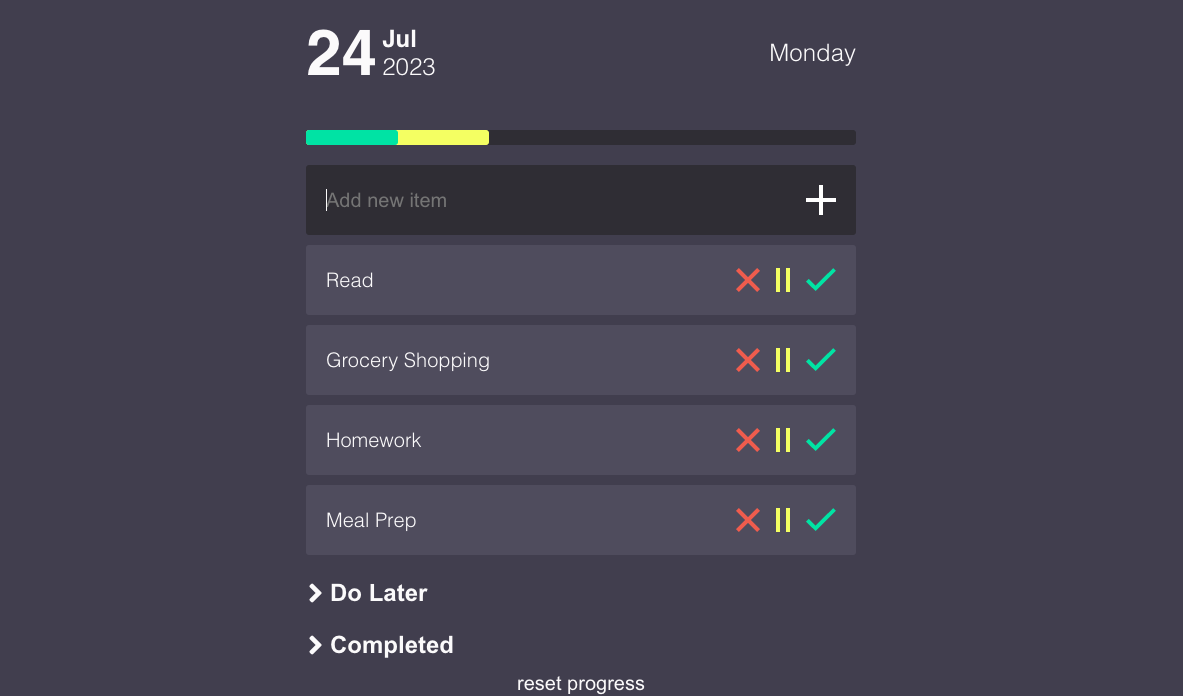 24 Jul
2023
Monday
Add new item
Read
Grocery Shopping
Homework
Meal Prep
Do Later
Completed
reset progress